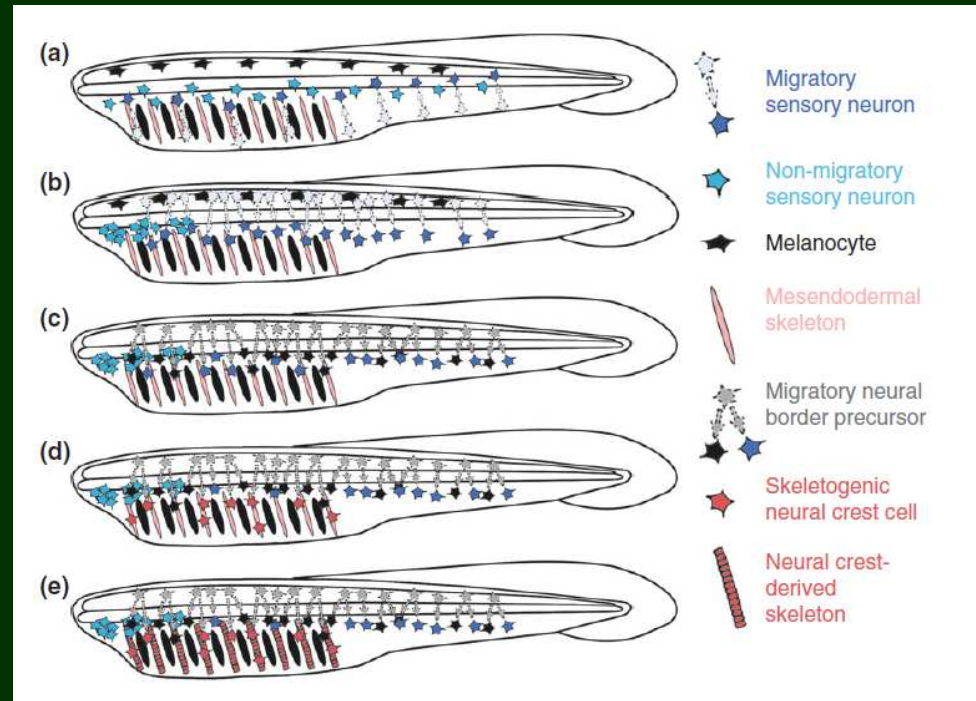 (a)
(b)
(c)
(d)
(e)
Migratory
sensory neuron
Non-migratory
sensory neuron
Melanocyte
Mesendodermal
skeleton
Migratory neural
border precursor
Skeletogenic
neural crest cell
Neural crest-
derived
skeleton